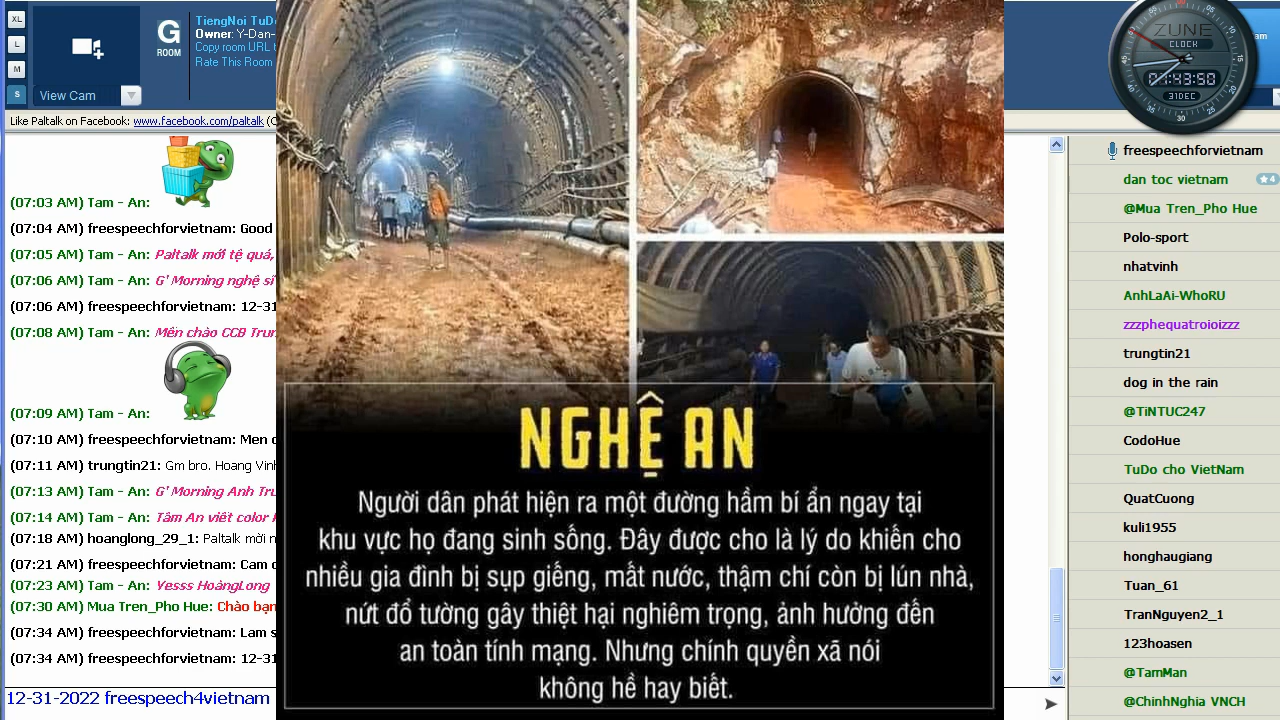 XL
L
M
S
View Cam
G
ROOM
TiengNoi TuDo
Owner: Y-Dan-
Copy room URL t
Rate This Room
ZUNE
CLOCK
07:43:50
31DEC
Like Paltalk on Facebook: www.facebook.com/paltalk
(07:03 AM) Tam - An:
(07:04 AM) freespeechforvietnam: Good
(07:05 AM) Tam - An: Paltalk mới tệ quá,
(07:06 AM) Tam - An: G' Morning nghệ sĩ
(07:06 AM) freespeechforvietnam: 12-31
(07:08 AM) Tam - An: Mến chào CCB Trun
(07:09 AM) Tam - An:
(07:10 AM) freespeechforvietnam: Men
(07:11 AM) trungtin21: Gm bro. Hoang Vinh
(07:13 AM) Tam - An: G' Morning Anh Tru
(07:14 AM) Tam - An: Tâm An viết color
(07:18 AM) hoanglong_29_1: Paltalk mời
(07:21 AM) freespeechforvietnam: Cam
(07:23 AM) Tam - An: Yesss HoàngLong
(07:30 AM) Mua Tren_Pho Hue: Chào bạn
(07:34 AM) freespeechforvietnam: Lam s
(07:34 AM) freespeechforvietnam: 12-31
12-31-2022 freespeech4vietnam
NGHỆ AN
Người dân phát hiện ra một đường hầm bí ẩn ngay tại
khu vực họ đang sinh sống. Đây được cho là lý do khiến cho
nhiều gia đình bị sụp giếng, mất nước, thậm chí còn bị lún nhà,
nứt đổ tường gây thiệt hại nghiêm trọng, ảnh hưởng đến
an toàn tính mạng. Nhưng chính quyền xã nói
không hề hay biết.
freespeechforvietnam
dan toc vietnam
4
@Mua Tren_Pho Hue
Polo-sport
nhatvinh
AnhLaAi-WhoRU
zzzphequatroioizzz
trungtin21
dog in the rain
@TiNTUC247
CodoHue
TuDo cho VietNam
QuatCuong
kuli1955
honghaugiang
Tuan_61
TranNguyen2_1
123hoasen
@TamMan
@ChinhNghia VNCH